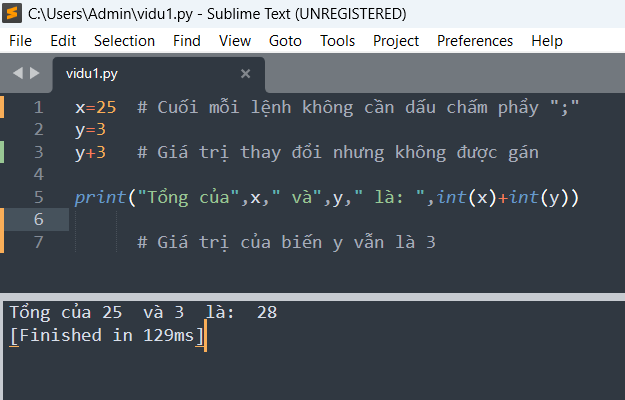 C:\Users\Admin\vidu1.py - Sublime Text (UNREGISTERED)
File Edit Selection Find View Goto Tools Project Preferences Help
vidu1.py ×
1 x=25 # Cuối mỗi lệnh không cần dấu chấm phẩy ";"
2 y=3
3 y+3 # Giá trị thay đổi nhưng không được gán
4
5 print("Tổng của",x," và",y," là: ",int(x)+int(y))
6
7 # Giá trị của biến y vẫn là 3
Tổng của 25  và 3  là:  28
[Finished in 129ms]